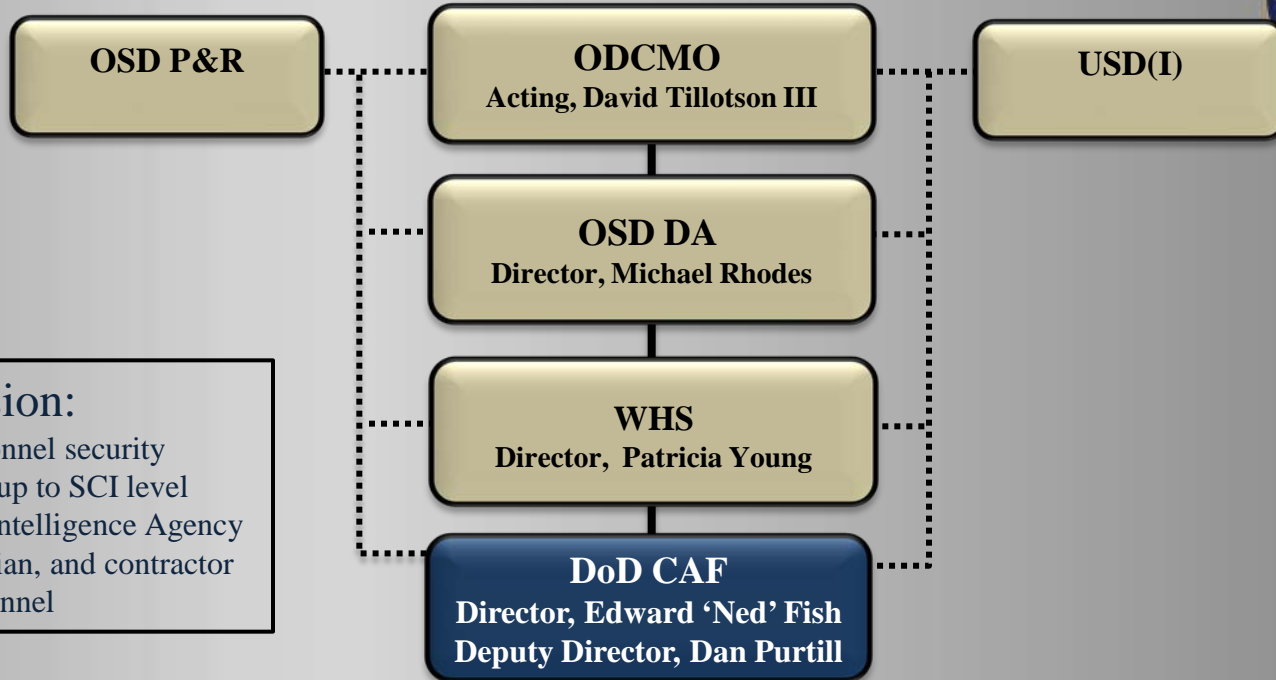 OSD P&R
ODCMO
Acting, David Tillotson III
USD(I)
OSD DA
Director, Michael Rhodes
WHS
Director, Patricia Young
up to SCI level
ntelligence Agency
ian, and contractor
DoD CAF
Director, Edward ‘Ned’ Fish
Deputy Director, Dan Purtill
ion:
nnel security
nnel